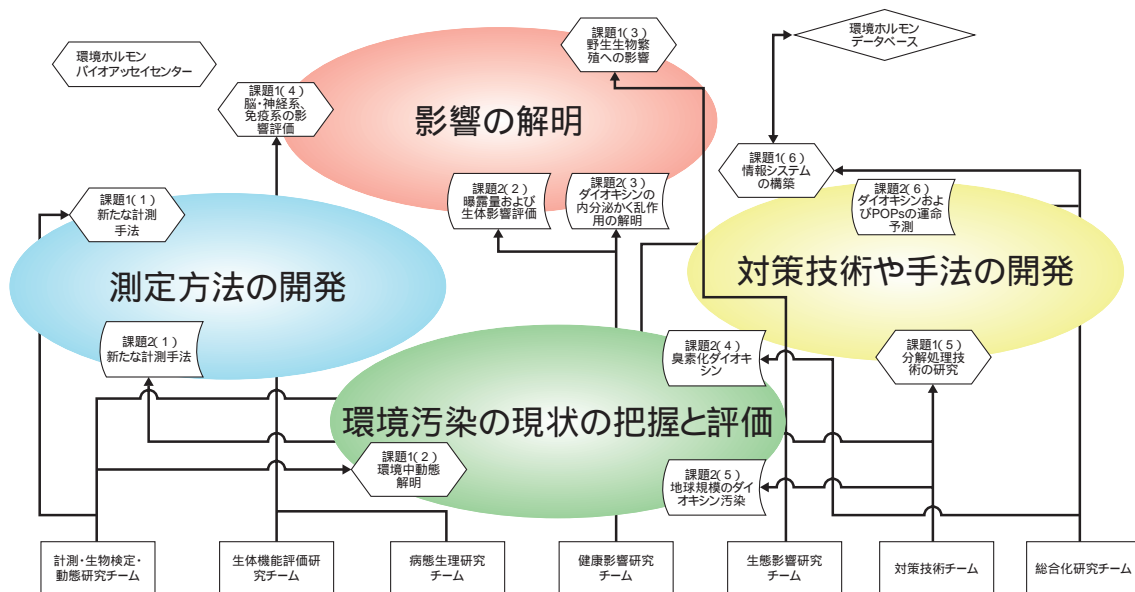 環境ホルモン
バイオアッセイセンター
課題1(3)
野生生物繁
殖への影響
環境ホルモン
データベース
課題1(4)
脳・神経系、
免疫系の影
響評価
影響の解明
課題1(6)
情報システム
の構築
課題2(2)
曝露量および
生体影響評価
課題2(3)
ダイオキシンの
内分泌かく乱作
用の解明
課題2(6)
ダイオキシンおよ
びPOPsの運命
予測
課題1(1)
新たな計測
手法
測定方法の開発
対策技術や手法の開発
課題2(1)
新たな計測手法
課題2(4)
臭素化ダイオキ
シン
課題1(5)
分解処理技
術の研究
環境汚染の現状の把握と評価
課題1(2)
環境中動態
解明
課題2(5)
地球規模のダイ
オキシン汚染
計測・生物検定・
動態研究チーム
生体機能評価研
究チーム
病態生理研究
チーム
健康影響研究
チーム
生態影響研究
チーム
対策技術チーム
総合化研究チーム